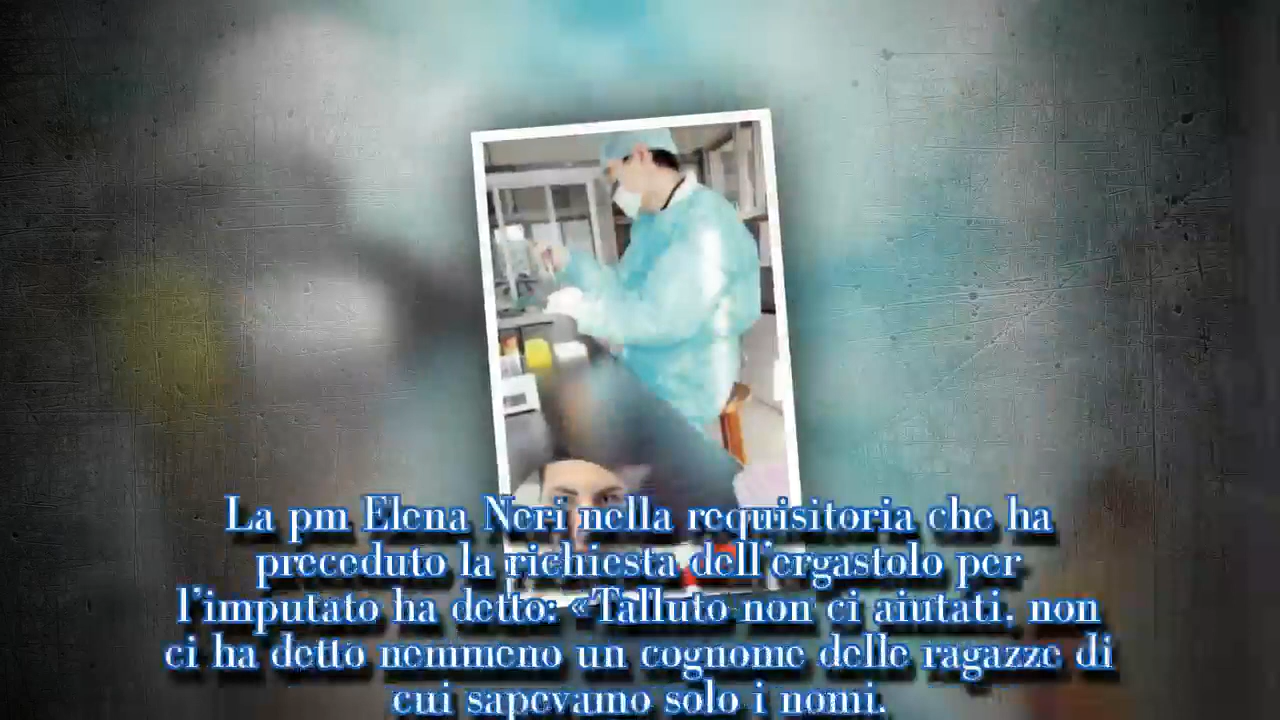 La pm Elena Neri nella requisitoria che ha
preceduto la richiesta dell'ergastolo per
l'imputato ha detto: «Talluto non ci aiutati, non
ci ha detto nemmeno un cognome delle ragazze di
cui sapevamo solo i nomi.